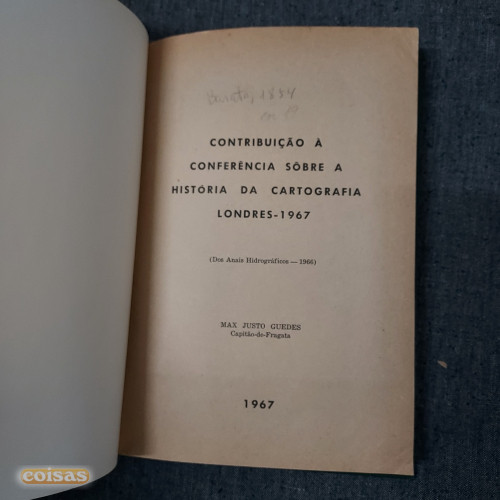 CONTRIBUIÇÃO À
CONFERÊNCIA SÔBRE A
HISTÓRIA DA CARTOGRAFIA
LONDRES-1967
(Dos Anais Hidrográficos — 1966)
MAX JUSTO GUEDES
Capitão-de-Fragata
1967
coisas